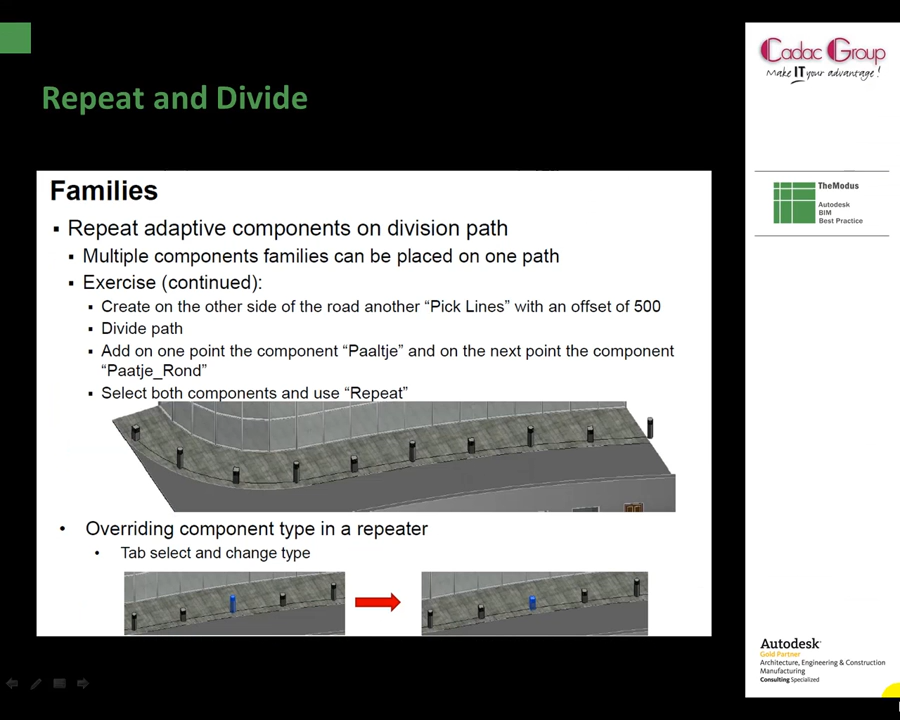 Repeat and Divide
Families
▪ Repeat adaptive components on division path
▪ Multiple components families can be placed on one path
▪ Exercise (continued):
▪ Create on the other side of the road another “Pick Lines” with an offset of 500
▪ Divide path
▪ Add on one point the component “Paaltje” and on the next point the component
“Paatje_Rond”
▪ Select both components and use “Repeat”
• Overriding component type in a repeater
• Tab select and change type
Cadac Group
Make IT your advantage!
TheModus
Autodesk
BIM
Best Practice
Autodesk
Gold Partner
Architecture, Engineering & Construction
Manufacturing
Consulting Specialized